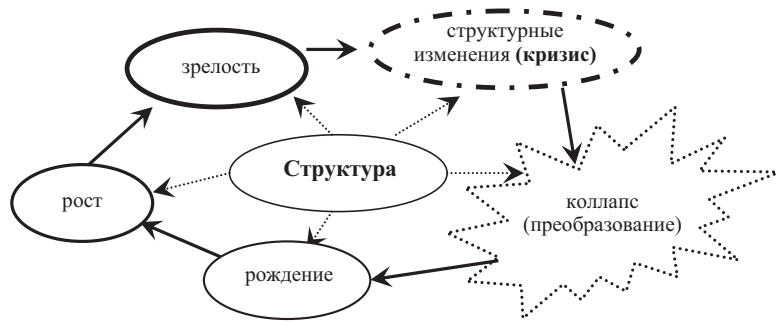 структурные
изменения (кризис)
зрелость
Структура
рост
коллапс
(преобразование)
рождение